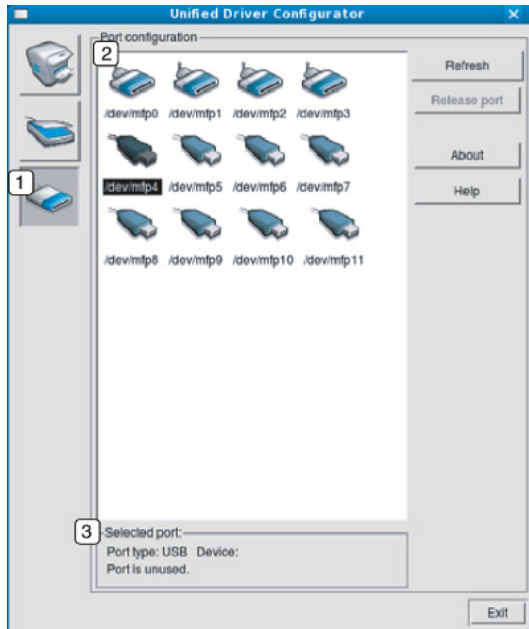 Unified Driver Configurator
Port configuration
2
/dev/mfp0 /dev/mfp1 /dev/mfp2 /dev/mfp3
/dev/mfp4 /dev/mfp5 /dev/mfp6 /dev/mfp7
/dev/mfp8 /dev/mfp9 /dev/mfp10 /dev/mfp11
Refresh
Release port
About
Help
1
3
Selected port:
Port type: USB Device:
Port is unused.
Exit